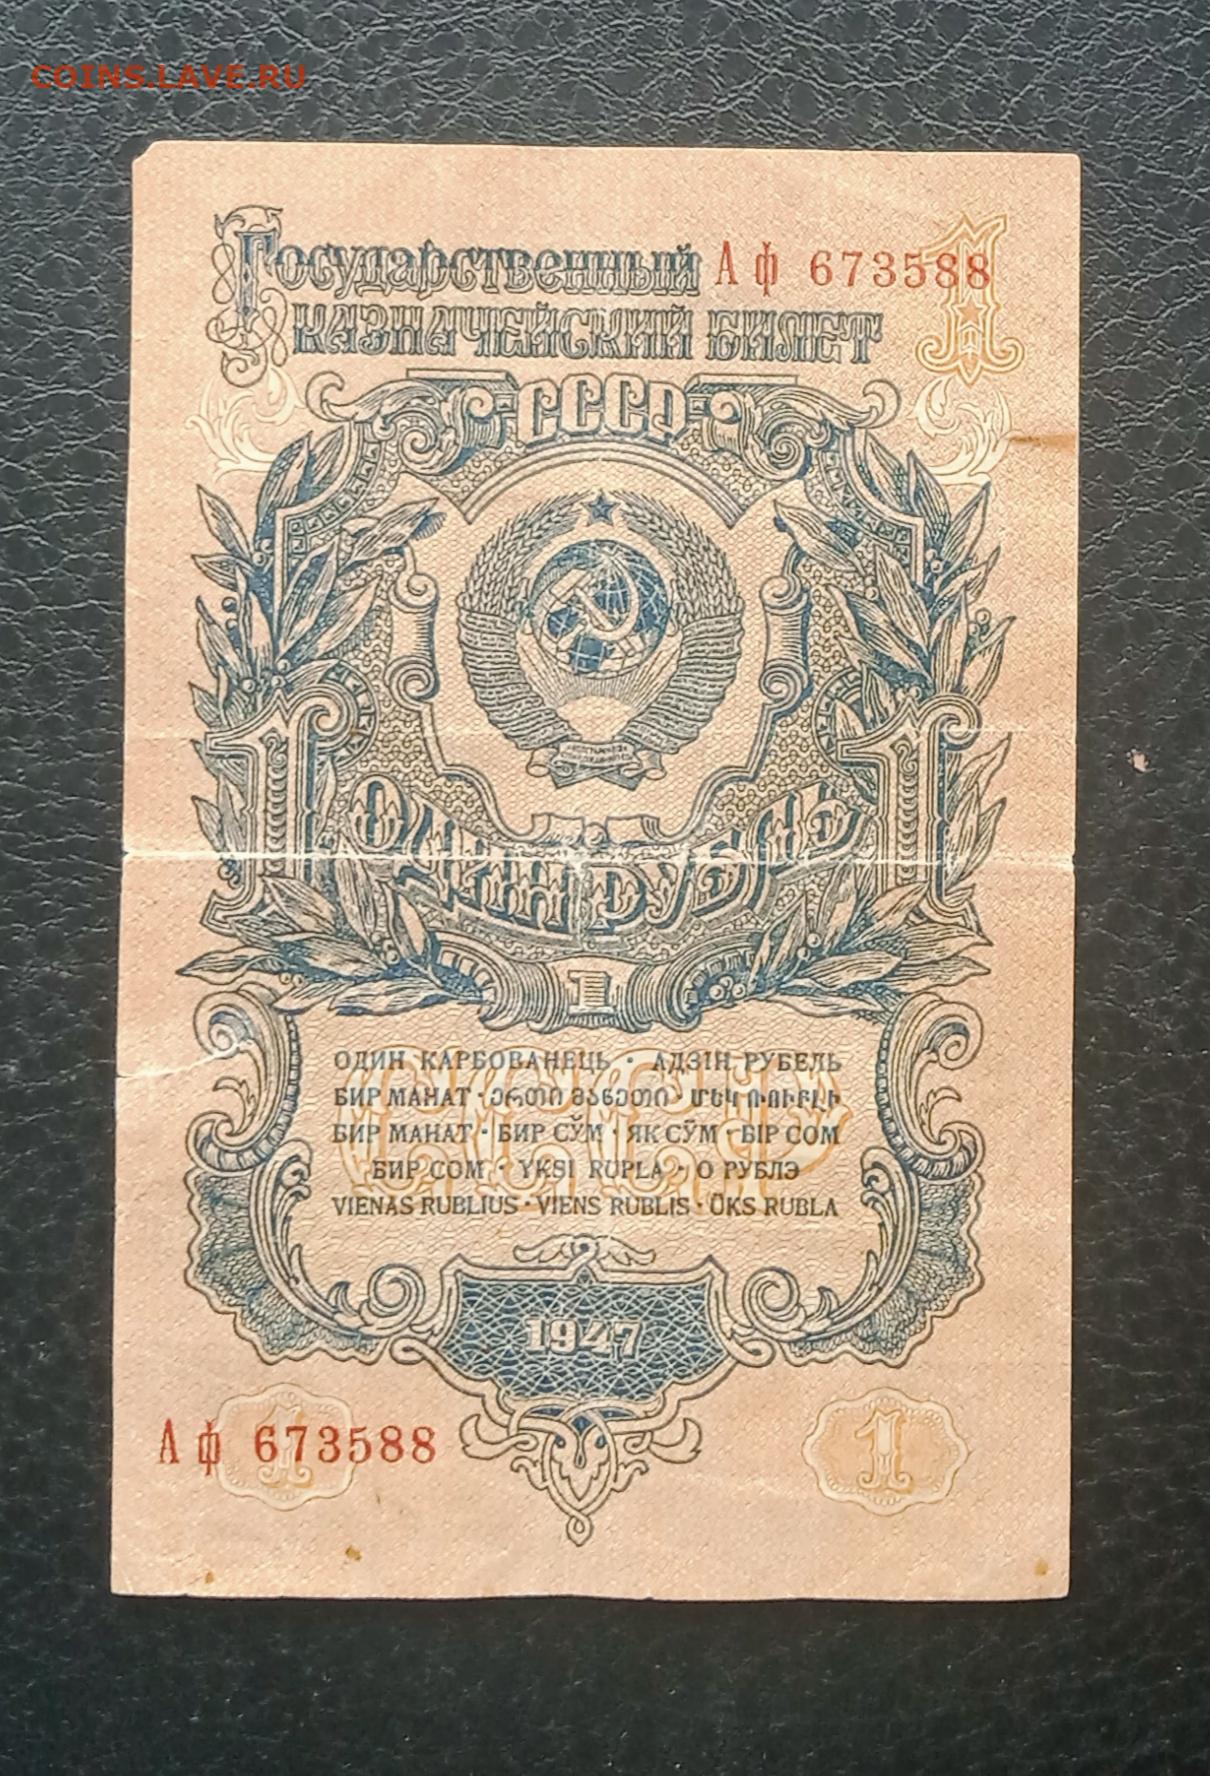 COINS.LAVE.RU
Государственный Аф 673588
КАЗНАЧЕЙСКИЙ БИЛЕТ
СССР
1 1
ОДИН РУБЛЬ
1
ОДИН КАРБОВАНЕЦЬ · АДЗІН РУБЕЛЬ
БИР МАНАТ · ᲔᲠᲗᲘ ᲛᲐᲜᲔᲗᲘ · ՄԵԿ ՌՈՒԲԼԻ
БИР МАНАТ · БИР СЎМ · ЯК СӮМ · БІР СОМ
БИР СОМ · YKSI RUPLA · О РУБЛЭ
VIENAS RUBLIUS · VIENS RUBLIS · ÜKS RUBLA
СССР
1947
Аф 673588
1
1